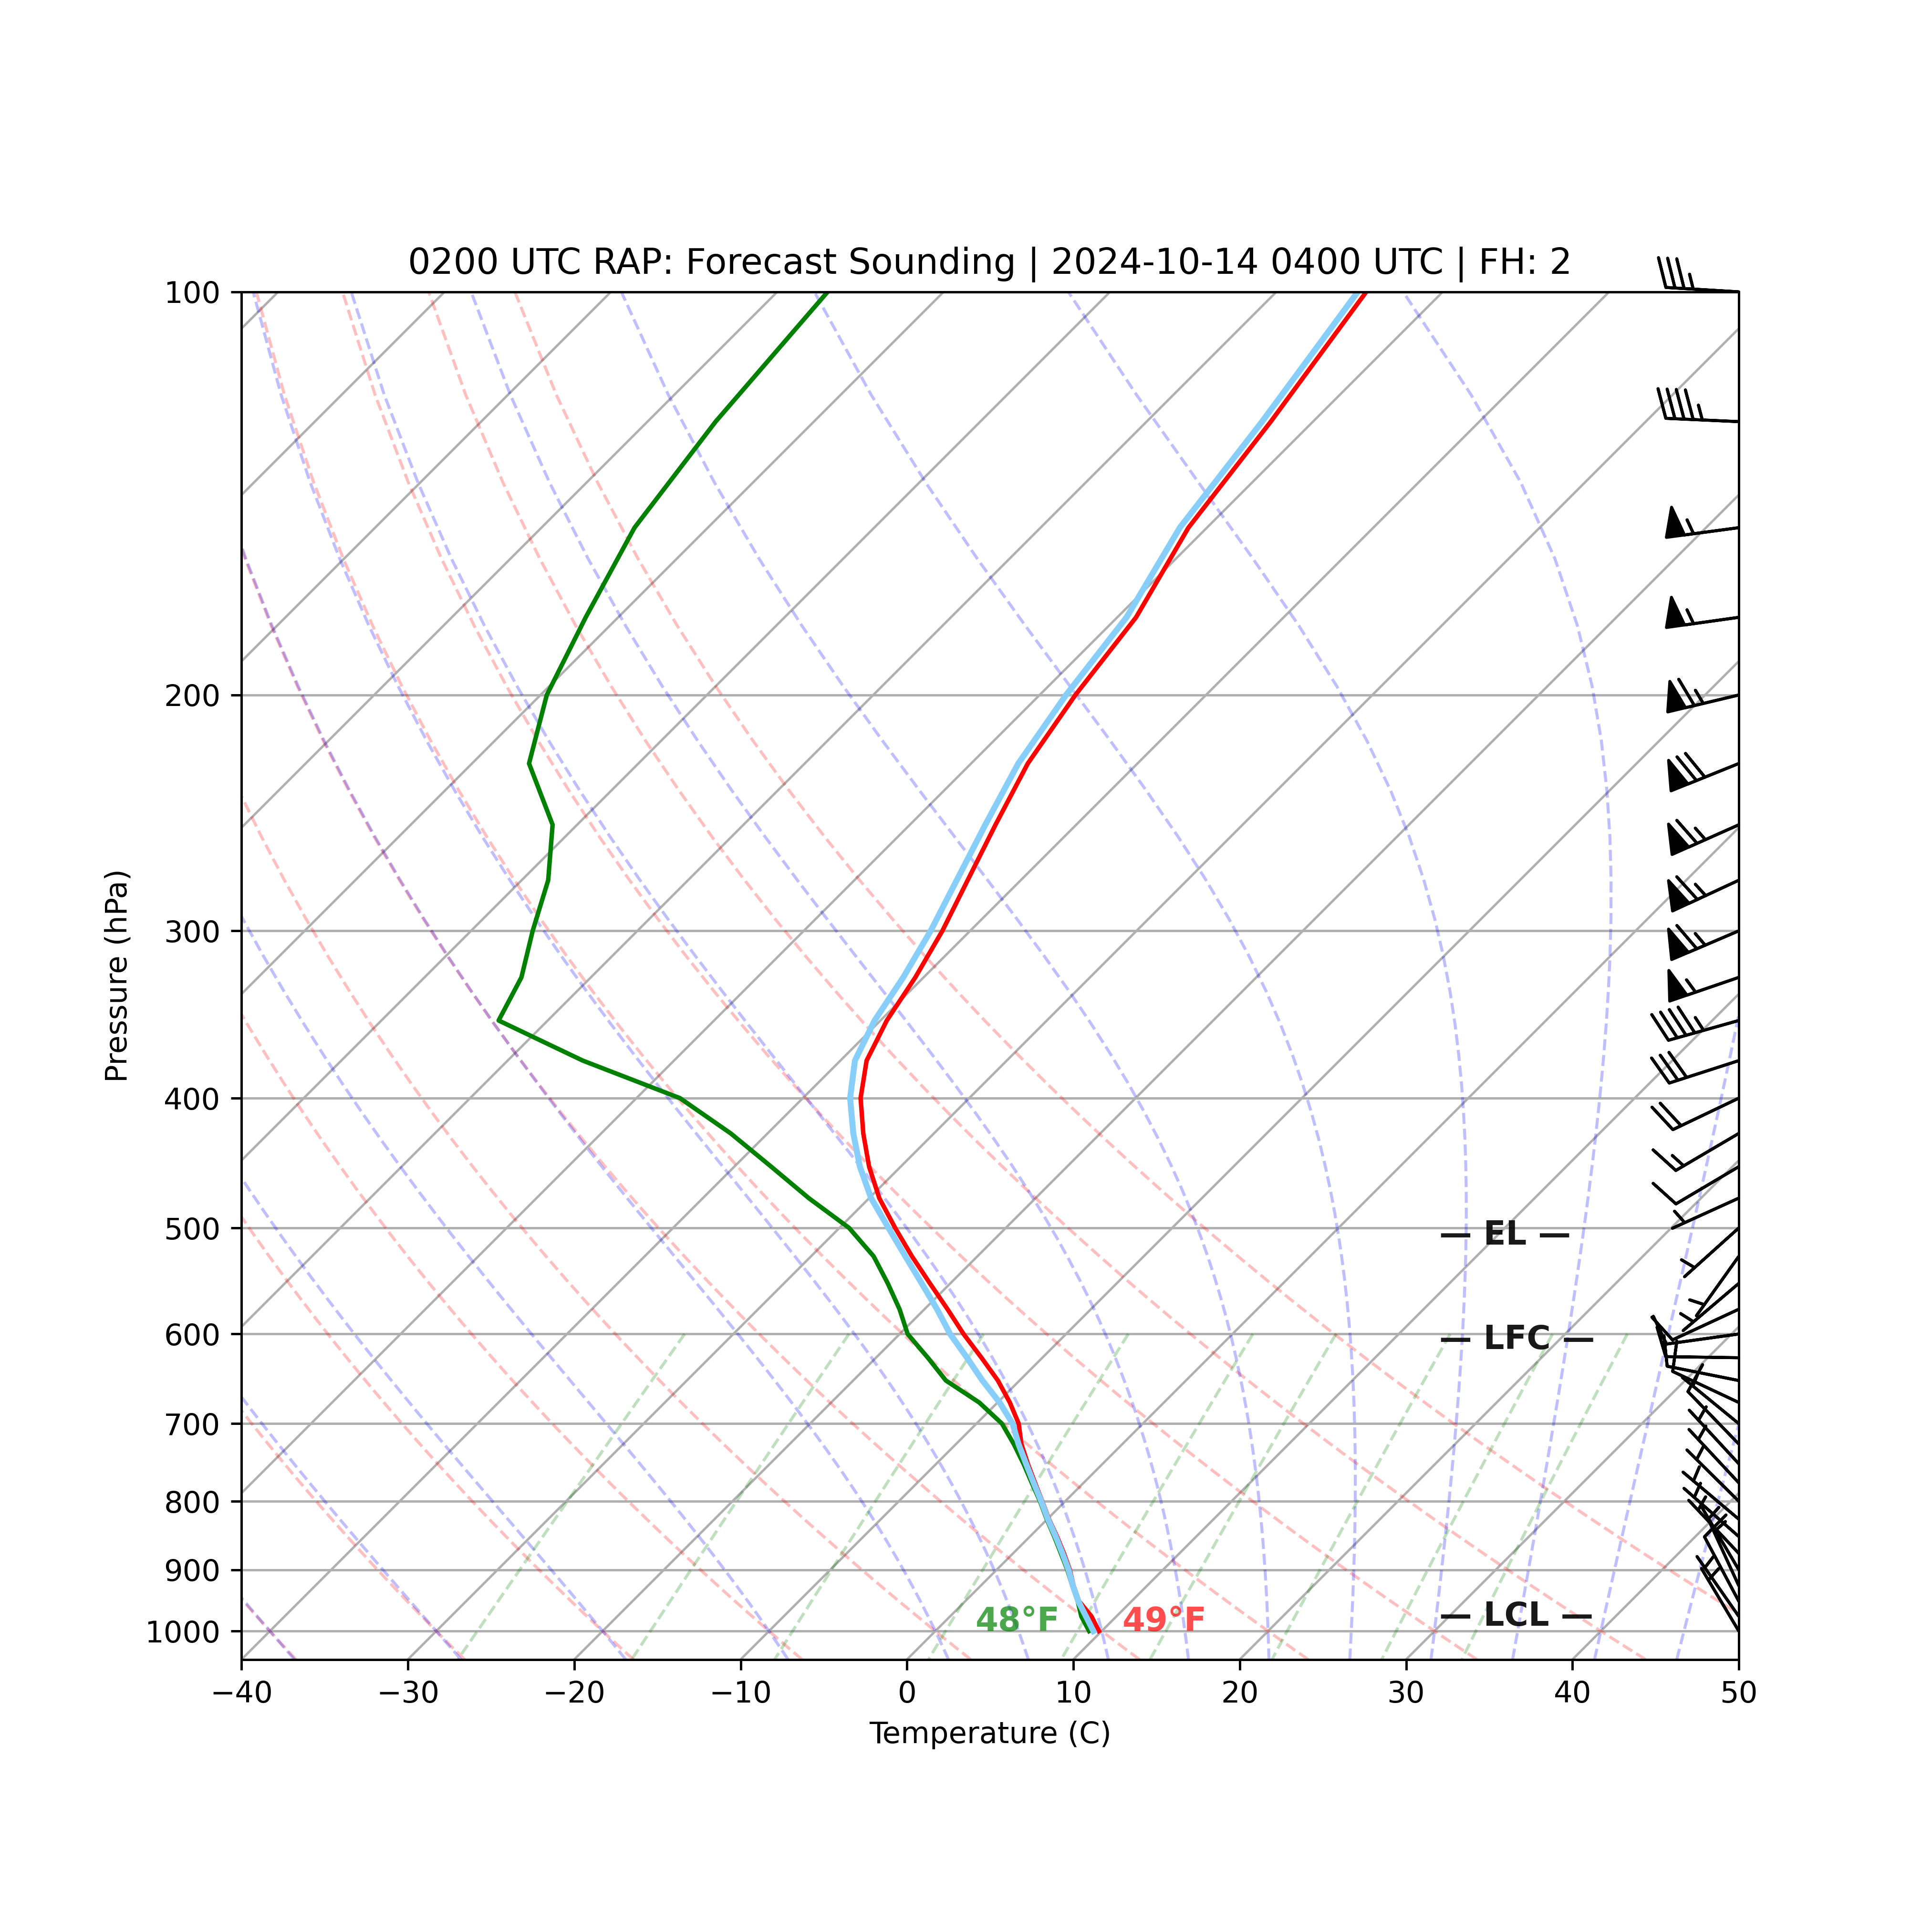 0200 UTC RAP: Forecast Sounding | 2024-10-14 0400 UTC | FH: 2
100
200
300
400
500
600
700
800
900
1000
Pressure (hPa)
— EL —
— LFC —
— LCL —
48°F
49°F
−40 −30 −20 −10 0 10 20 30 40 50
Temperature (C)